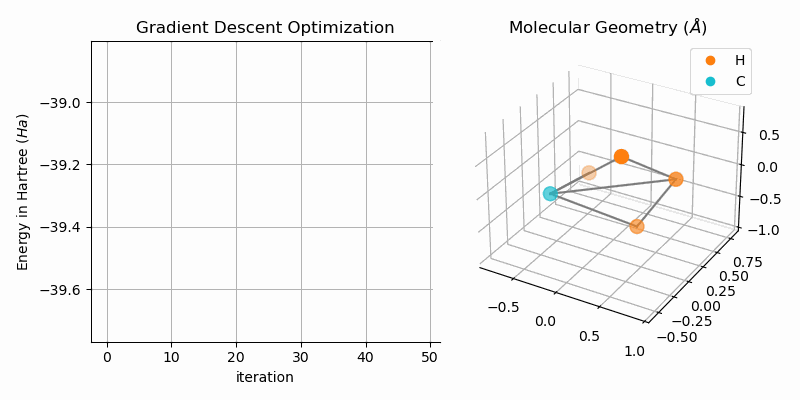 Gradient Descent Optimization
Energy in Hartree (Ha)
−39.0
−39.2
−39.4
−39.6
0 10 20 30 40 50
iteration
Molecular Geometry (Å)
H
C
0.5
0.0
−0.5
−1.0
0.75
0.50
0.25
0.00
−0.25
−0.50
−0.5
0.0
0.5
1.0